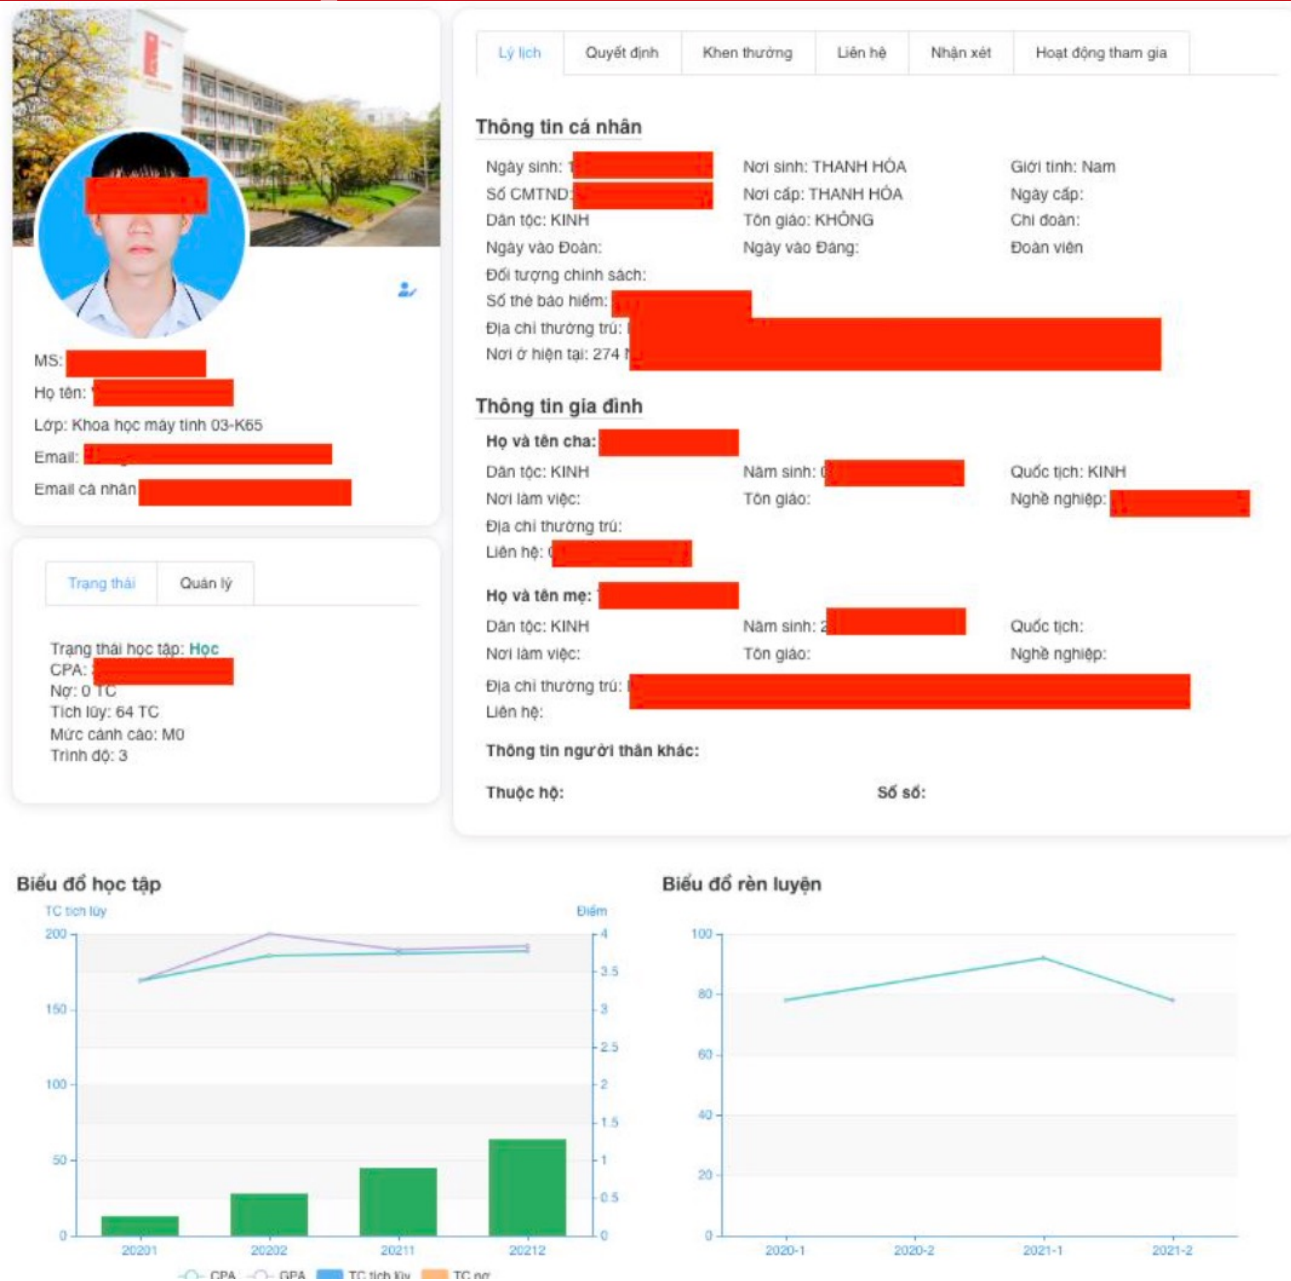 Lý lịch
Quyết định
Khen thưởng
Liên hệ
Nhận xét
Hoạt động tham gia
MS:
Họ tên:
Lớp: Khoa học máy tính 03-K65
Email:
Email cá nhân
Trạng thái
Quản lý
Trạng thái học tập: Học
CPA:
Nợ: 0 TC
Tích lũy: 64 TC
Mức cảnh cáo: M0
Trình độ: 3
Thông tin cá nhân
Ngày sinh: 1 Nơi sinh: THANH HÓA Giới tính: Nam
Số CMTND: Nơi cấp: THANH HÓA Ngày cấp:
Dân tộc: KINH Tôn giáo: KHÔNG Chi đoàn:
Ngày vào Đoàn: Ngày vào Đảng: Đoàn viên
Đối tượng chính sách:
Số thẻ bảo hiểm:
Địa chỉ thường trú:
Nơi ở hiện tại: 274
Thông tin gia đình
Họ và tên cha:
Dân tộc: KINH Năm sinh: Quốc tịch: KINH
Nơi làm việc: Tôn giáo: Nghề nghiệp:
Địa chỉ thường trú:
Liên hệ:
Họ và tên mẹ:
Dân tộc: KINH Năm sinh: 2 Quốc tịch:
Nơi làm việc: Tôn giáo: Nghề nghiệp:
Địa chỉ thường trú:
Liên hệ:
Thông tin người thân khác:
Thuộc hộ: Số sổ:
Biểu đồ học tập
TC tích lũy Điểm
200 4
3.5
150 3
2.5
100 2
1.5
50 1
0.5
0 0
20201 20202 20211 20212
CPA GPA TC tích lũy TC nợ
Biểu đồ rèn luyện
100
80
60
40
20
0
2020-1 2020-2 2021-1 2021-2